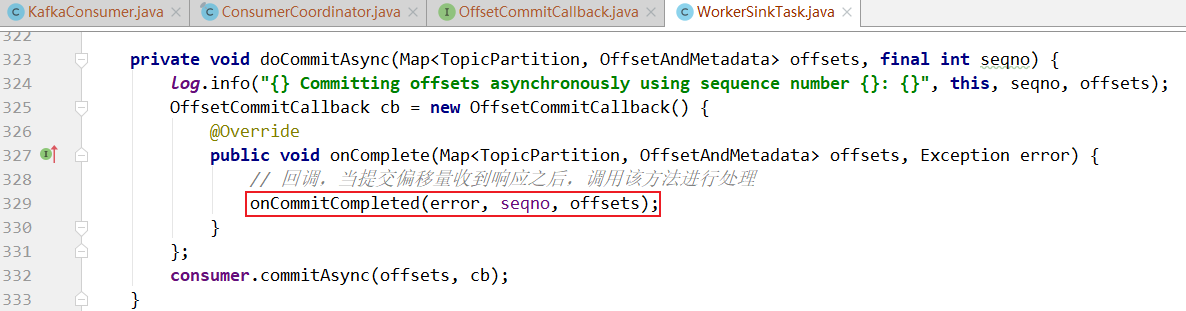 KafkaConsumer.java × ConsumerCoordinator.java × OffsetCommitCallback.java × WorkerSinkTask.java ×
322
323 private void doCommitAsync(Map<TopicPartition, OffsetAndMetadata> offsets, final int seqno) {
324 log.info("{} Committing offsets asynchronously using sequence number {}: {}", this, seqno, offsets);
325 OffsetCommitCallback cb = new OffsetCommitCallback() {
326 @Override
327 public void onComplete(Map<TopicPartition, OffsetAndMetadata> offsets, Exception error) {
328 // 回调，当提交偏移量收到响应之后，调用该方法进行处理
329 onCommitCompleted(error, seqno, offsets);
330 }
331 };
332 consumer.commitAsync(offsets, cb);
333 }